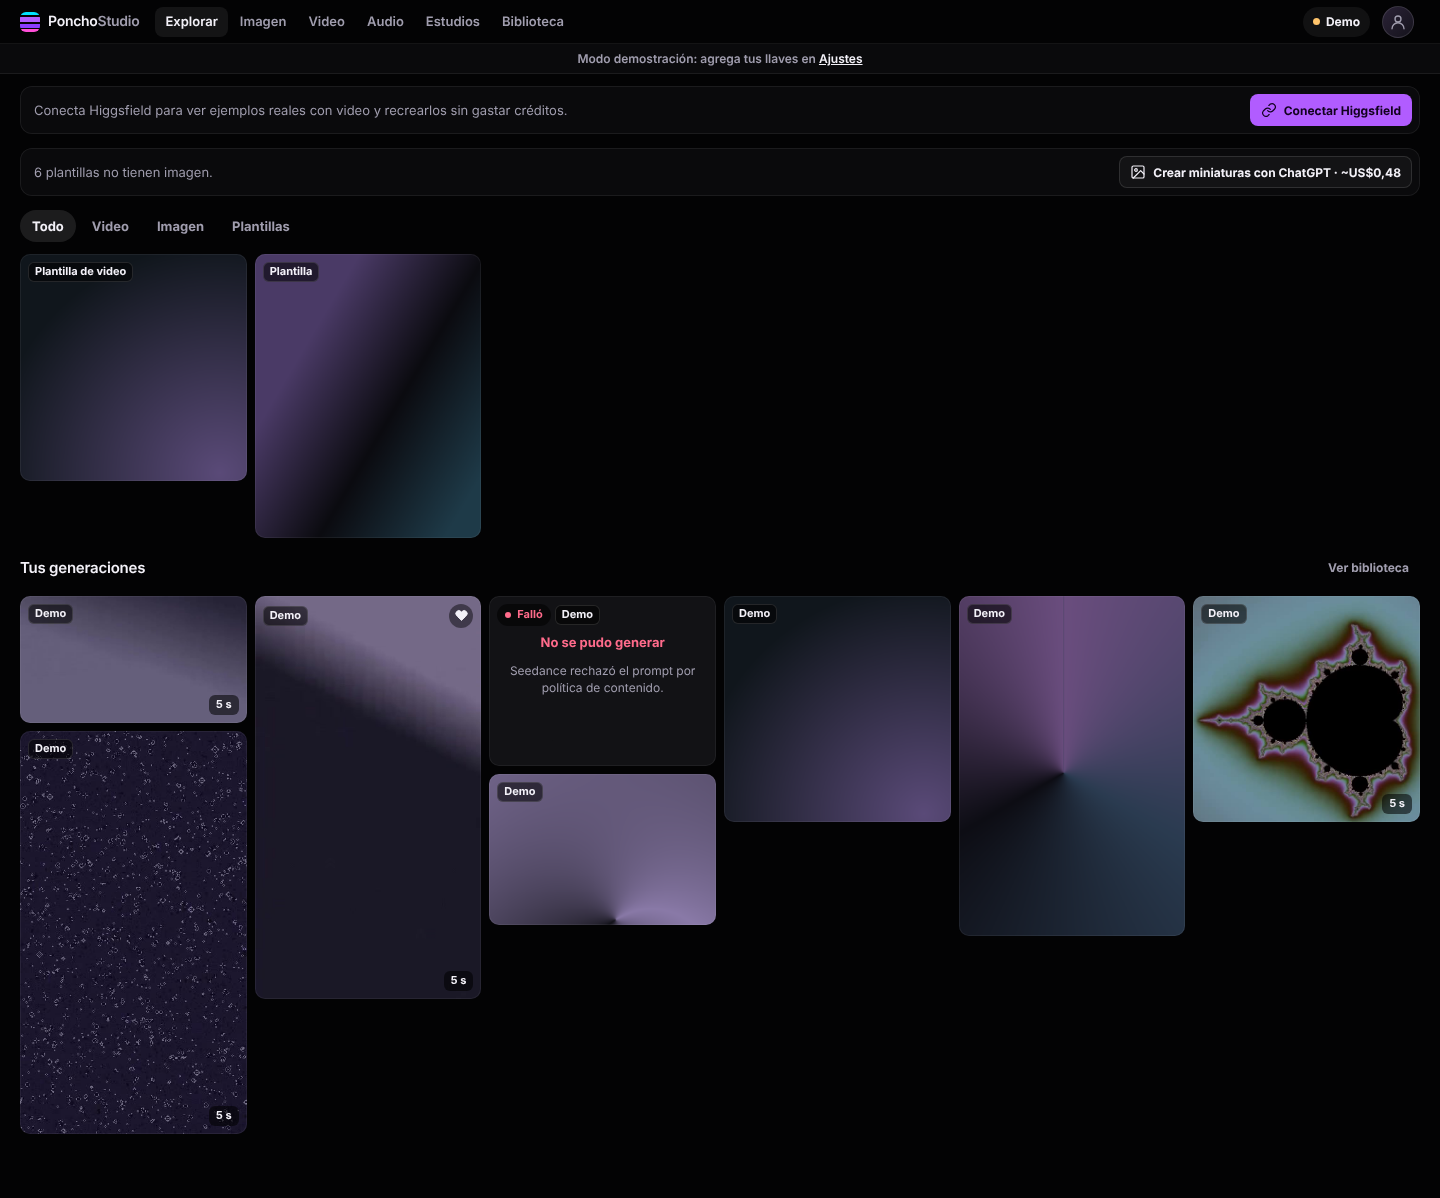 PonchoStudio
Explorar
Imagen
Video
Audio
Estudios
Biblioteca
Demo
Modo demostración: agrega tus llaves en Ajustes
Conecta Higgsfield para ver ejemplos reales con video y recrearlos sin gastar créditos.
Conectar Higgsfield
6 plantillas no tienen imagen.
Crear miniaturas con ChatGPT · ~US$0,48
Todo
Video
Imagen
Plantillas
Plantilla de video
Plantilla
Tus generaciones
Ver biblioteca
Demo
5 s
Demo
5 s
Demo
5 s
Falló
Demo
No se pudo generar
Seedance rechazó el prompt por
política de contenido.
Demo
Demo
Demo
Demo
5 s